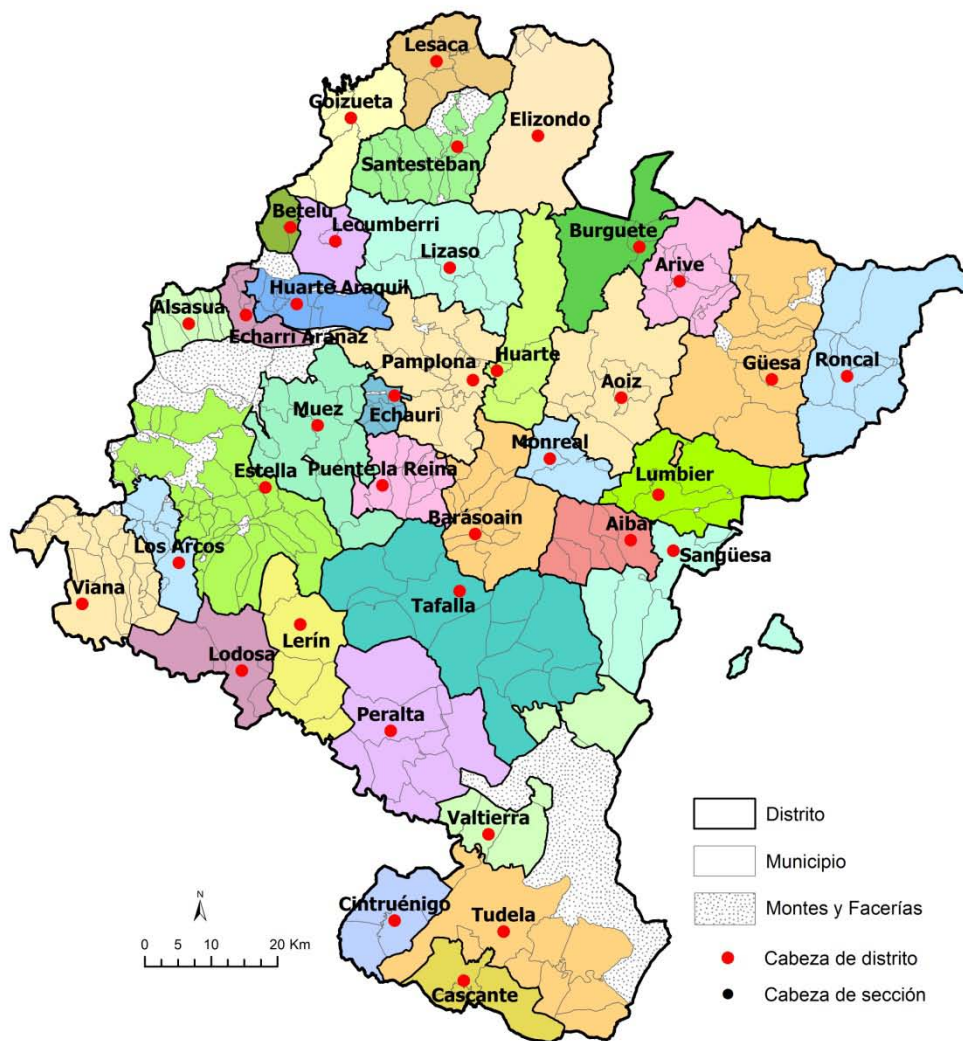 Lesaca
Goizueta
Elizondo
Santesteban
Betelu
Lecumberri
Burguete
Lizaso
Arive
Huarte Araquil
Alsasua
Echarri Aranaz
Pamplona
Huarte
Güesa
Roncal
Aoiz
Muez
Echauri
Monreal
Puente la Reina
Estella
Lumbier
Barásoain
Aibar
Los Arcos
Sangüesa
Viana
Tafalla
Lerín
Lodosa
Peralta
Valtierra
Cintruénigo
Tudela
Cascante
N
0 5 10 20 Km
Distrito
Municipio
Montes y Facerías
Cabeza de distrito
Cabeza de sección